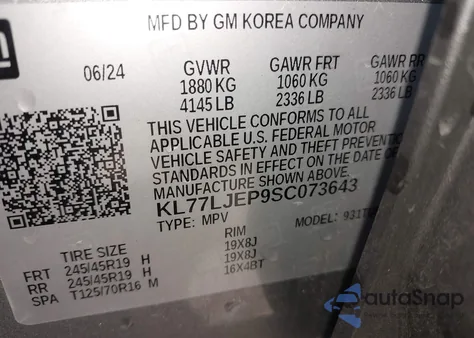 MFD BY GM KOREA COMPANY
06/24 GVWR GAWR FRT GAWR RR
1880 KG 1060 KG 1060 KG
4145 LB 2336 LB 2336 LB
THIS VEHICLE CONFORMS TO ALL
APPLICABLE U.S. FEDERAL MOTOR
VEHICLE SAFETY AND THEFT PREVENTION
STANDARDS IN EFFECT ON THE DATE OF
MANUFACTURE SHOWN ABOVE.
KL77LJEP9SC073643
TYPE: MPV MODEL:
TIRE SIZE RIM
FRT 245/45R19 H 19X8J
RR 245/45R19 H 19X8J
SPA T125/70R16 M 16X4BT
autoSnap